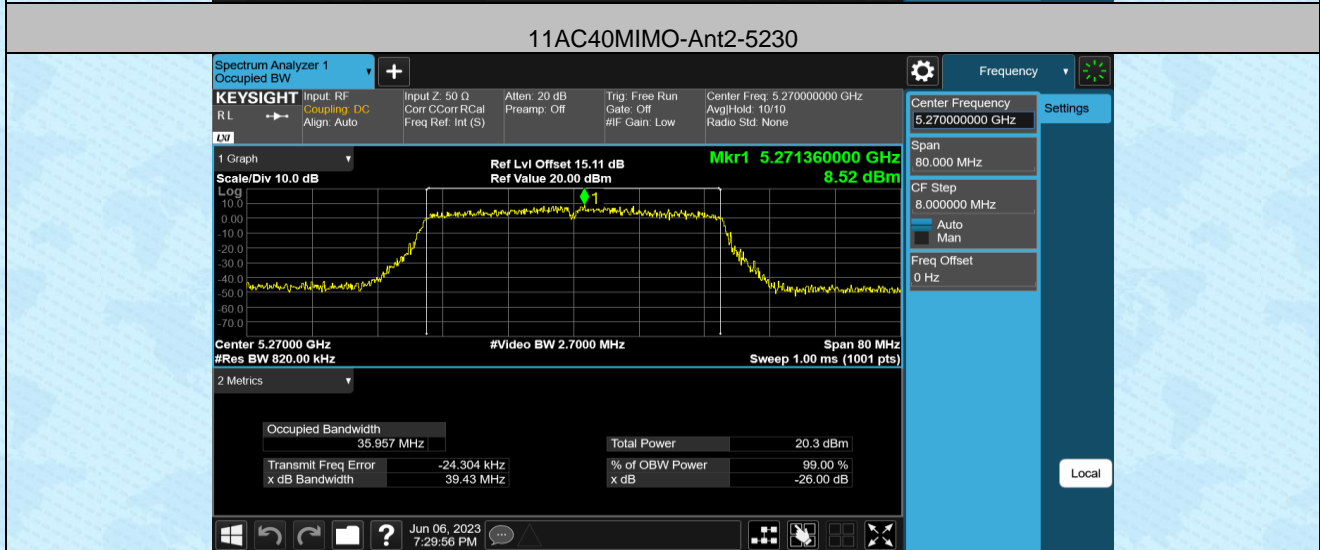 11AC40MIMO-Ant2-5230
Spectrum Analyzer 1
Occupied BW
Frequency
KEYSIGHT
R L
LXI
Input: RF
Coupling: DC
Align: Auto
Input Z: 50 Ω
Corr CCorr RCal
Freq Ref: Int (S)
Atten: 20 dB
Preamp: Off
Trig: Free Run
Gate: Off
#IF Gain: Low
Center Freq: 5.270000000 GHz
Avg|Hold: 10/10
Radio Std: None
Center Frequency
5.270000000 GHz
Settings
Span
80.000 MHz
CF Step
8.000000 MHz
Auto
Man
Freq Offset
0 Hz
1 Graph
Scale/Div 10.0 dB
Ref Lvl Offset 15.11 dB
Ref Value 20.00 dBm
Mkr1 5.271360000 GHz
8.52 dBm
Log
10.0
0.00
-10.0
-20.0
-30.0
-40.0
-50.0
-60.0
-70.0
1
Center 5.27000 GHz
#Res BW 820.00 kHz
#Video BW 2.7000 MHz
Span 80 MHz
Sweep 1.00 ms (1001 pts)
2 Metrics
Occupied Bandwidth
35.957 MHz
Total Power 20.3 dBm
Transmit Freq Error -24.304 kHz
% of OBW Power 99.00 %
x dB Bandwidth 39.43 MHz
x dB -26.00 dB
Local
Jun 06, 2023
7:29:56 PM